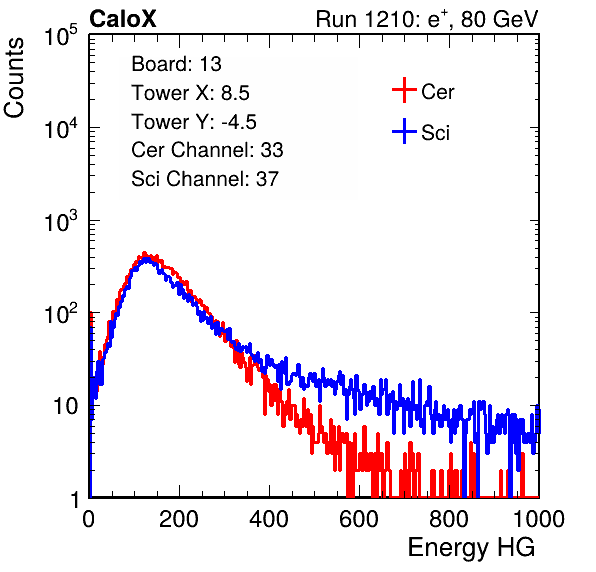 CaloX Run 1210: e⁺, 80 GeV
Counts
10⁵
10⁴
10³
10²
10
1
Board: 13
Tower X: 8.5
Tower Y: -4.5
Cer Channel: 33
Sci Channel: 37
Cer
Sci
0 200 400 600 800 1000
Energy HG